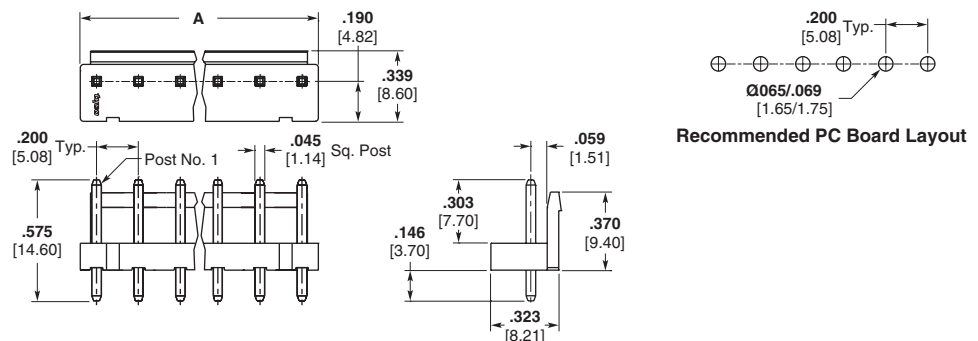 A
.190
[4.82]
.339
[8.60]
.200
[5.08] Typ.
Post No. 1
.045
[1.14] Sq. Post
.575
[14.60]
.059
[1.51]
.303
[7.70]
.146
[3.70]
.370
[9.40]
.323
[8.21]
.200
[5.08] Typ.
Ø065/.069
[1.65/1.75]
Recommended PC Board Layout